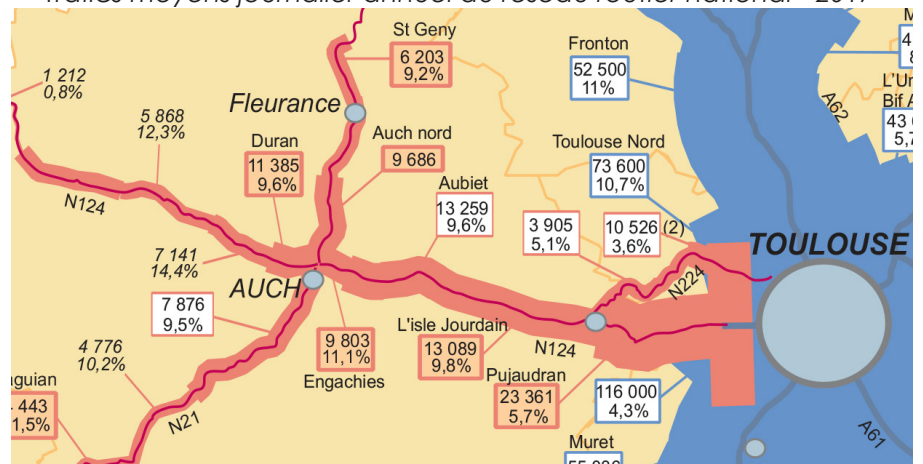 St Geny
6 203
9,2%
Fronton
52 500
11%
1 212
0,8%
5 868
12,3%
Fleurance
A62
Duran
11 385
9,6%
Auch nord
9 686
Toulouse Nord
73 600
10,7%
Aubiet
13 259
9,6%
3 905
5,1%
10 526 (2)
3,6%
N124
TOULOUSE
7 141
14,4%
AUCH
N224
7 876
9,5%
9 803
11,1%
Engachies
L'isle Jourdain
13 089
9,8%
N124
4 776
10,2%
Pujaudran
23 361
5,7%
116 000
4,3%
N21
A61
Muret